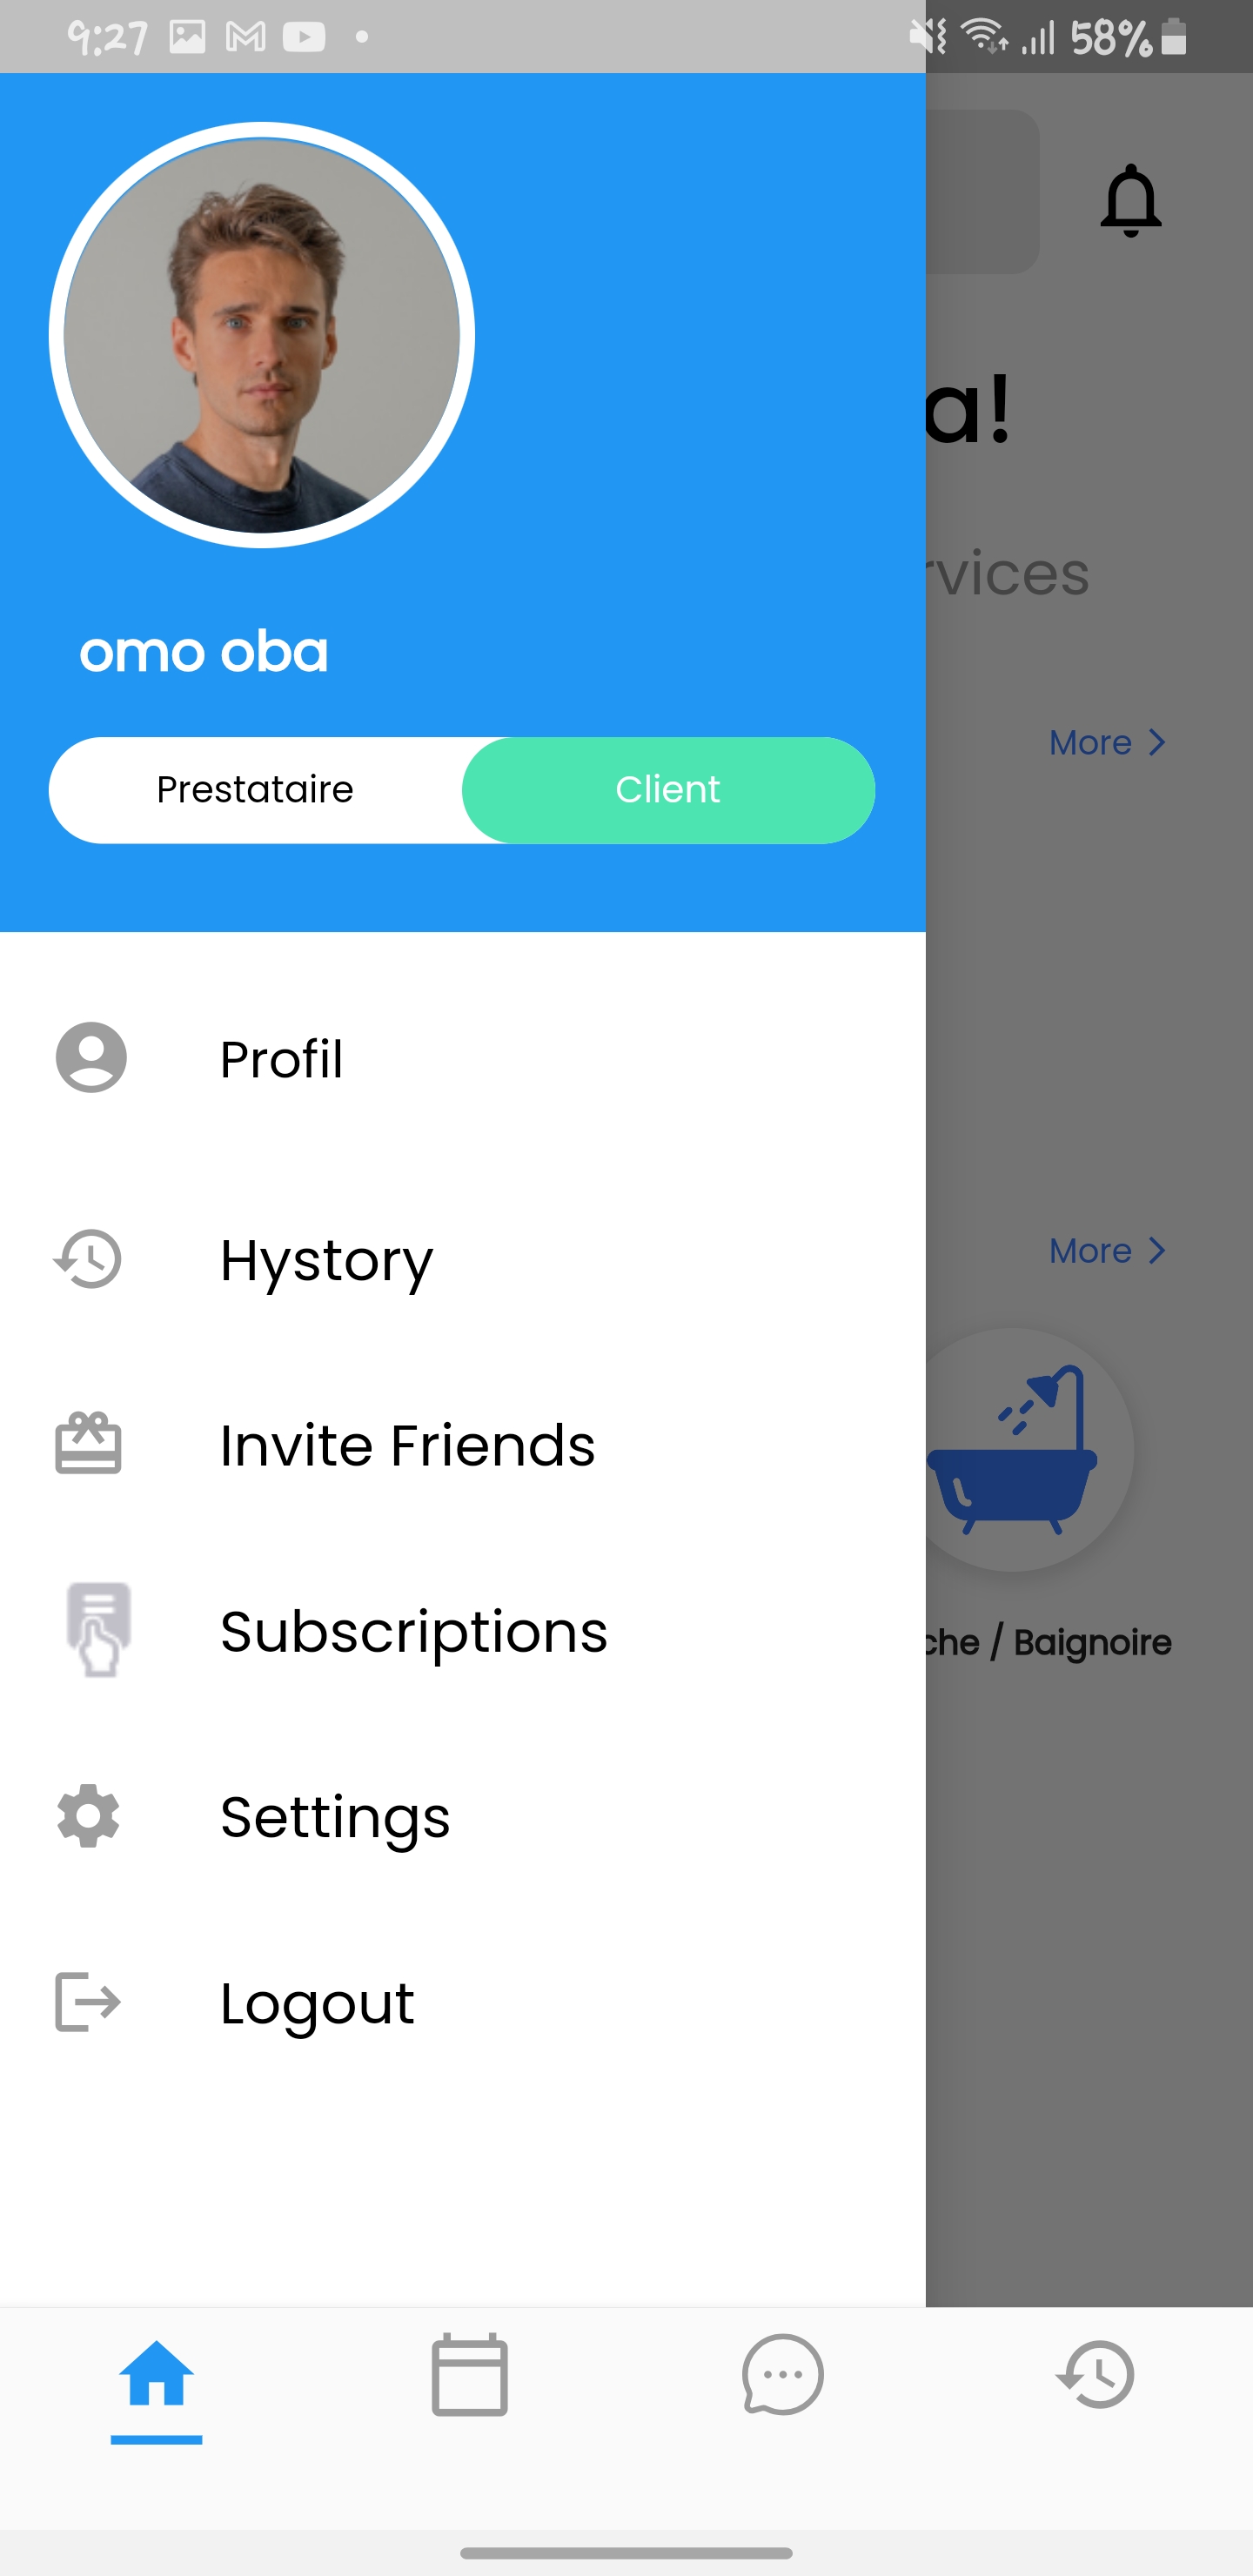 9:27 58%
a!
rvices
omo oba
More
Prestataire Client
Profil
Hystory
More
Invite Friends
Subscriptions
che / Baignoire
Settings
Logout